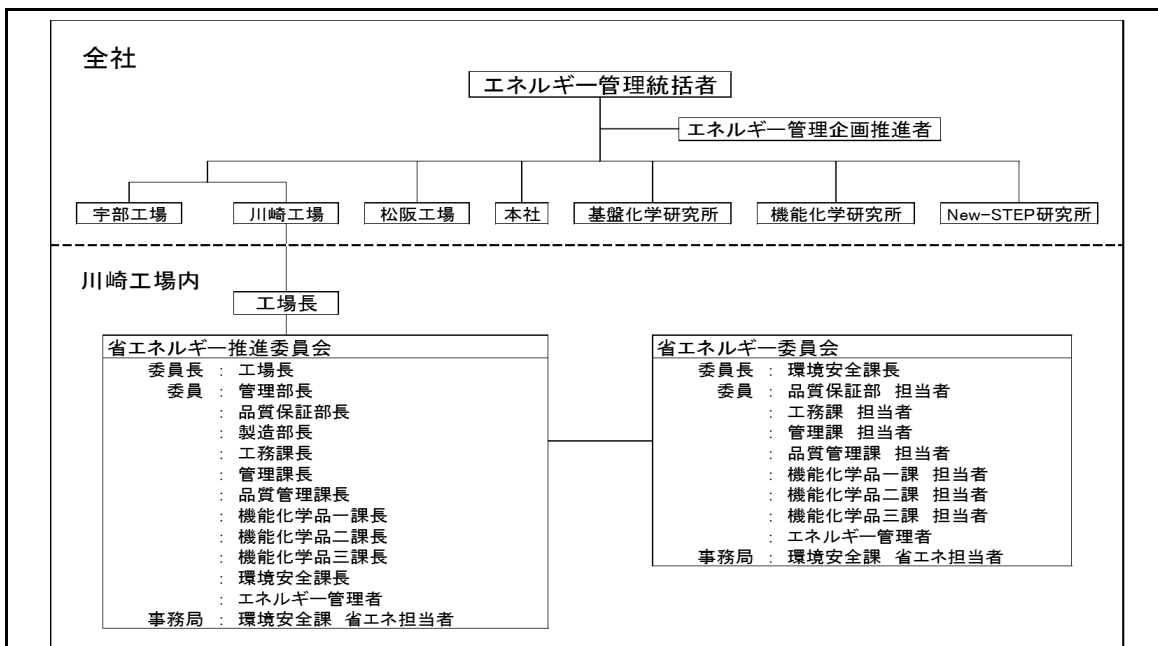 全社
エネルギー管理統括者
エネルギー管理企画推進者
宇部工場 川崎工場 松阪工場 本社 基盤化学研究所 機能化学研究所 New-STEP研究所
川崎工場内
工場長
省エネルギー推進委員会
委員長 : 工場長
委員 : 管理部長
: 品質保証部長
: 製造部長
: 工務課長
: 管理課長
: 品質管理課長
: 機能化学品一課長
: 機能化学品二課長
: 機能化学品三課長
: 環境安全課長
: エネルギー管理者
事務局 : 環境安全課 省エネ担当者
省エネルギー委員会
委員長 : 環境安全課長
委員 : 品質保証部 担当者
: 工務課 担当者
: 管理課 担当者
: 品質管理課 担当者
: 機能化学品一課 担当者
: 機能化学品二課 担当者
: 機能化学品三課 担当者
: エネルギー管理者
事務局 : 環境安全課 省エネ担当者